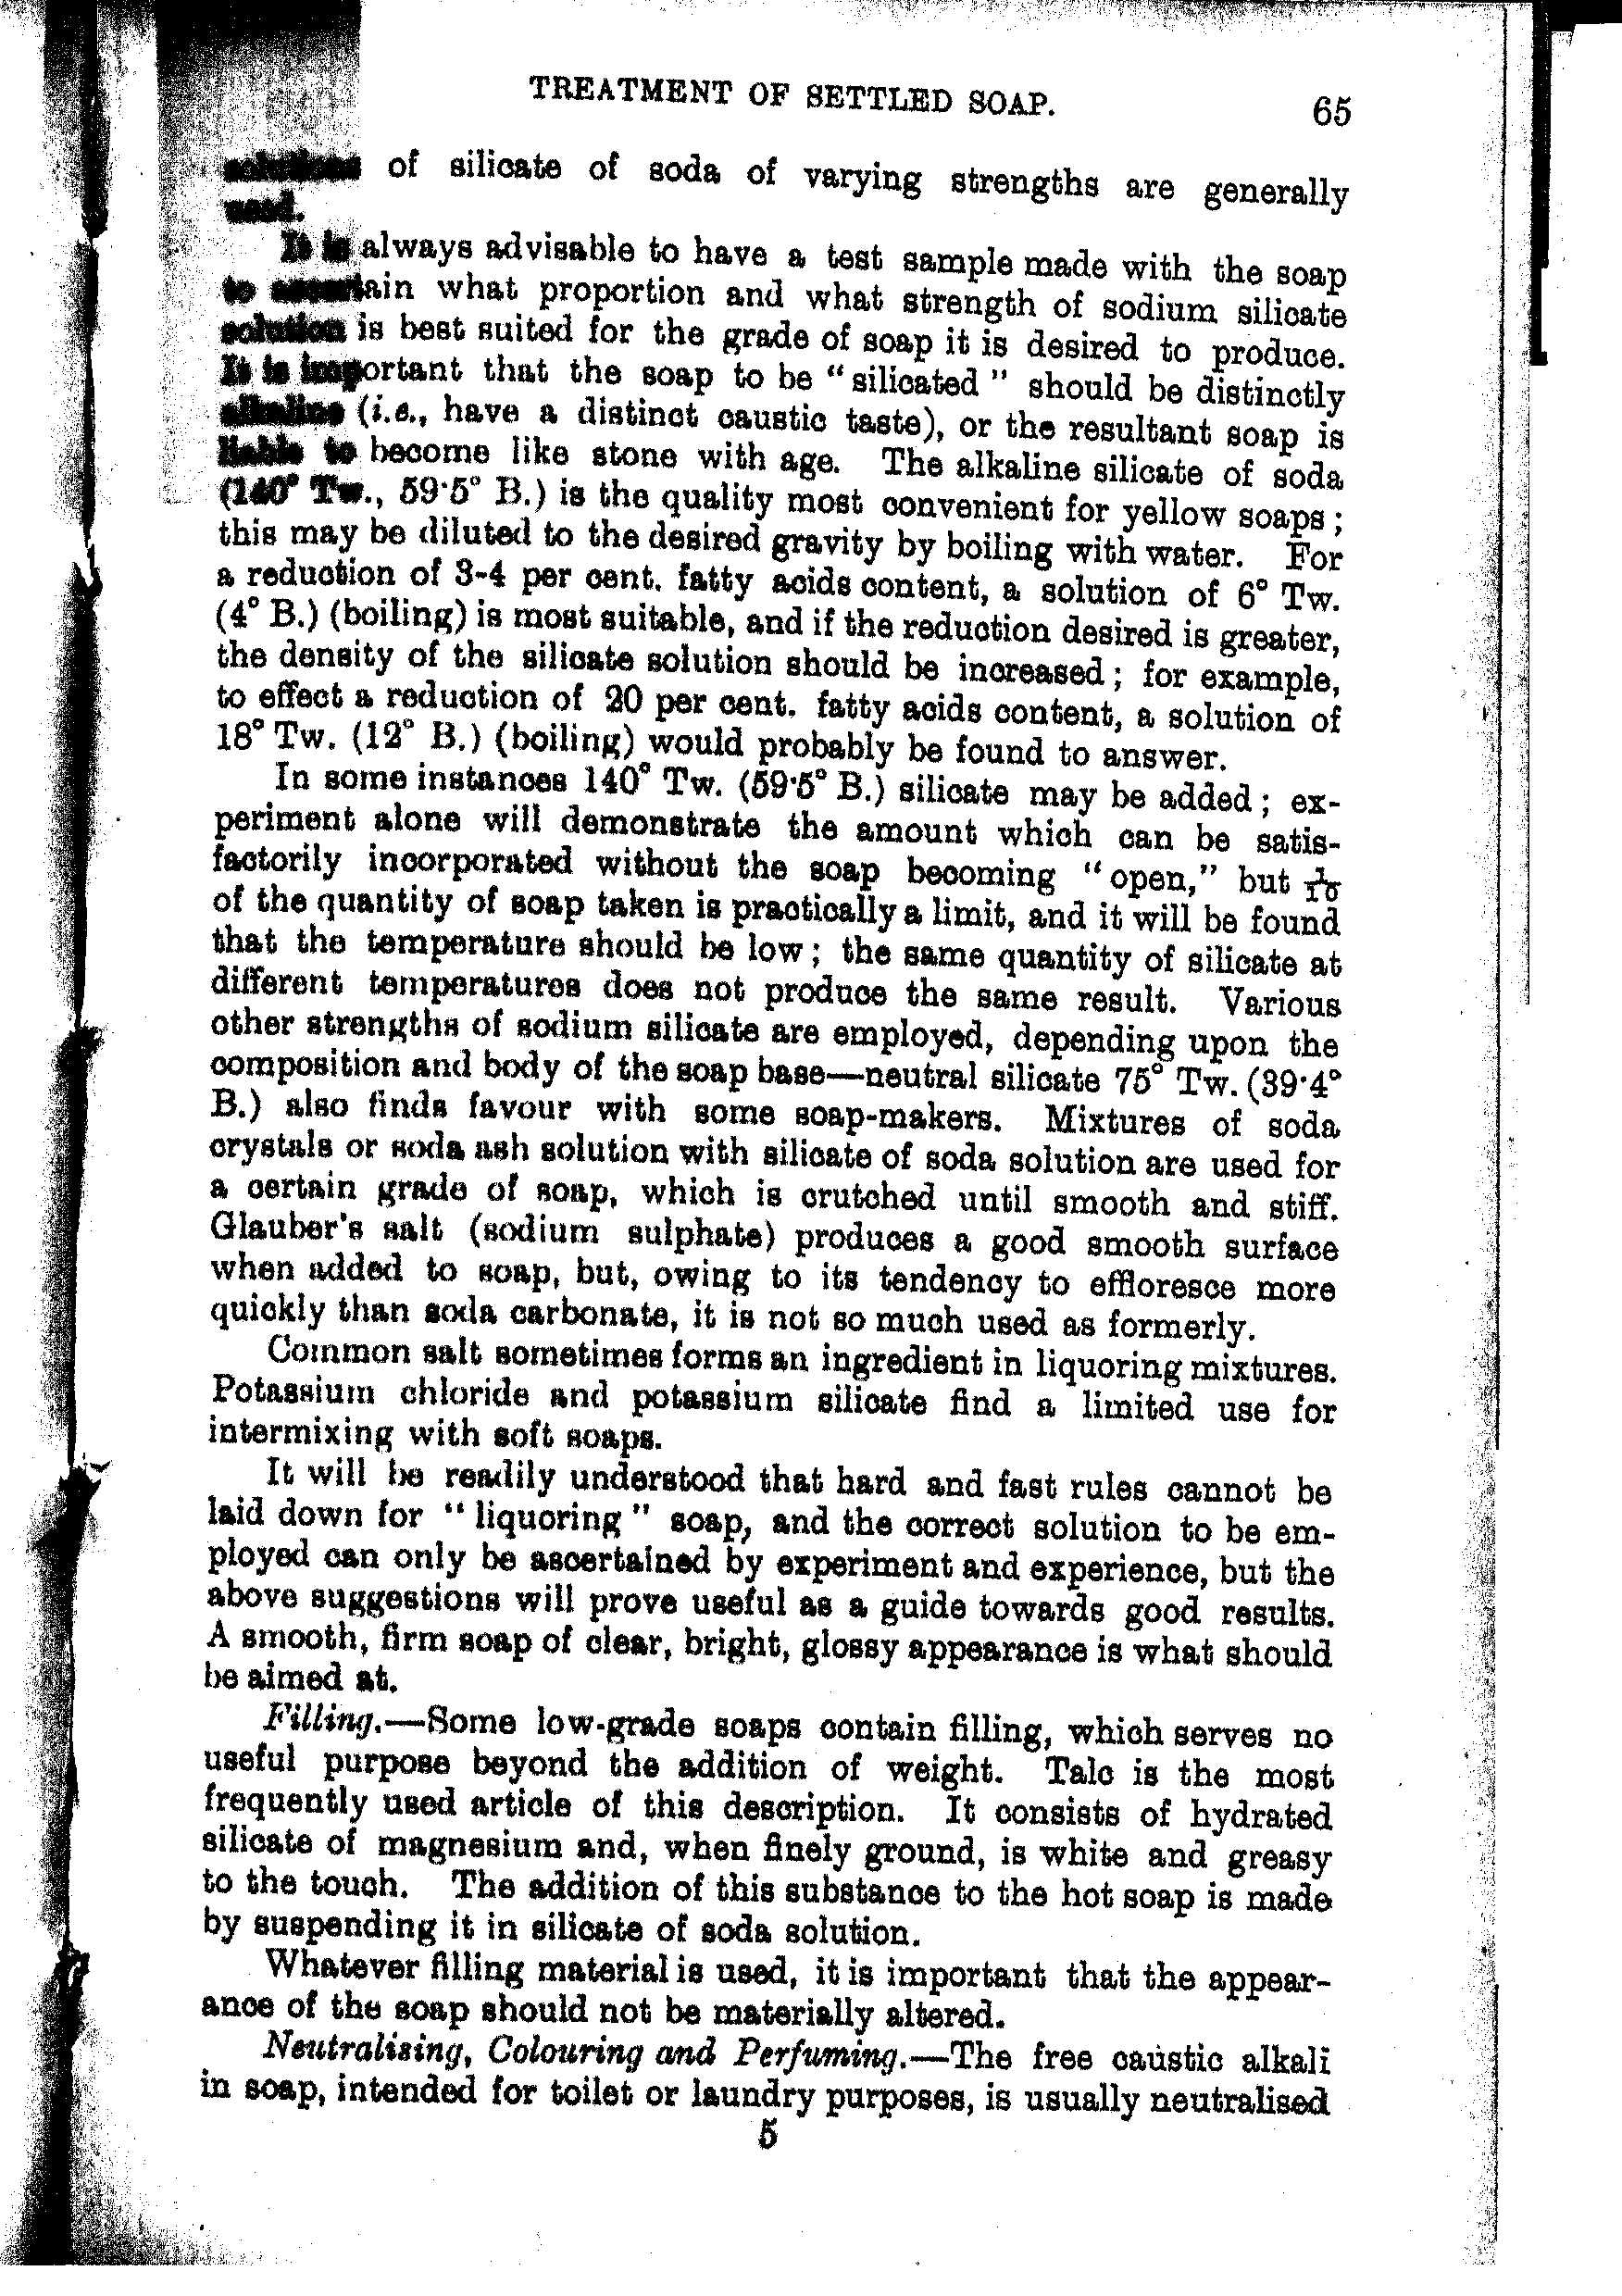 TREATMENT OF SETTLED SOAP. 65
solutions of silicate of soda of varying strengths are generally
used.
It is always advisable to have a test sample made with the soap
to ascertain what proportion and what strength of sodium silicate
solution is best suited for the grade of soap it is desired to produce.
It is important that the soap to be “silicated” should be distinctly
alkaline (i.e., have a distinct caustic taste), or the resultant soap is
liable to become like stone with age. The alkaline silicate of soda
(140° Tw., 59·5° B.) is the quality most convenient for yellow soaps;
this may be diluted to the desired gravity by boiling with water. For
a reduction of 3-4 per cent. fatty acids content, a solution of 6° Tw.
(4° B.) (boiling) is most suitable, and if the reduction desired is greater,
the density of the silicate solution should be increased; for example,
to effect a reduction of 20 per cent. fatty acids content, a solution of
18° Tw. (12° B.) (boiling) would probably be found to answer.
In some instances 140° Tw. (59·5° B.) silicate may be added; ex-
periment alone will demonstrate the amount which can be satis-
factorily incorporated without the soap becoming “open,” but 1/10
of the quantity of soap taken is practically a limit, and it will be found
that the temperature should be low; the same quantity of silicate at
different temperatures does not produce the same result. Various
other strengths of sodium silicate are employed, depending upon the
composition and body of the soap base—neutral silicate 75° Tw. (39·4°
B.) also finds favour with some soap-makers. Mixtures of soda
crystals or soda ash solution with silicate of soda solution are used for
a certain grade of soap, which is crutched until smooth and stiff.
Glauber's salt (sodium sulphate) produces a good smooth surface
when added to soap, but, owing to its tendency to effloresce more
quickly than soda carbonate, it is not so much used as formerly.
Common salt sometimes forms an ingredient in liquoring mixtures.
Potassium chloride and potassium silicate find a limited use for
intermixing with soft soaps.
It will be readily understood that hard and fast rules cannot be
laid down for “liquoring” soap, and the correct solution to be em-
ployed can only be ascertained by experiment and experience, but the
above suggestions will prove useful as a guide towards good results.
A smooth, firm soap of clear, bright, glossy appearance is what should
be aimed at.
Filling.—Some low-grade soaps contain filling, which serves no
useful purpose beyond the addition of weight. Talc is the most
frequently used article of this description. It consists of hydrated
silicate of magnesium and, when finely ground, is white and greasy
to the touch. The addition of this substance to the hot soap is made
by suspending it in silicate of soda solution.
Whatever filling material is used, it is important that the appear-
ance of the soap should not be materially altered.
Neutralising, Colouring and Perfuming.—The free caustic alkali
in soap, intended for toilet or laundry purposes, is usually neutralised
5